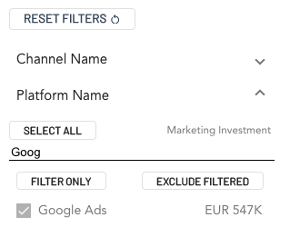 RESET FILTERS
Channel Name
Platform Name
SELECT ALL Marketing Investment
Goog
FILTER ONLY EXCLUDE FILTERED
Google Ads EUR 547K